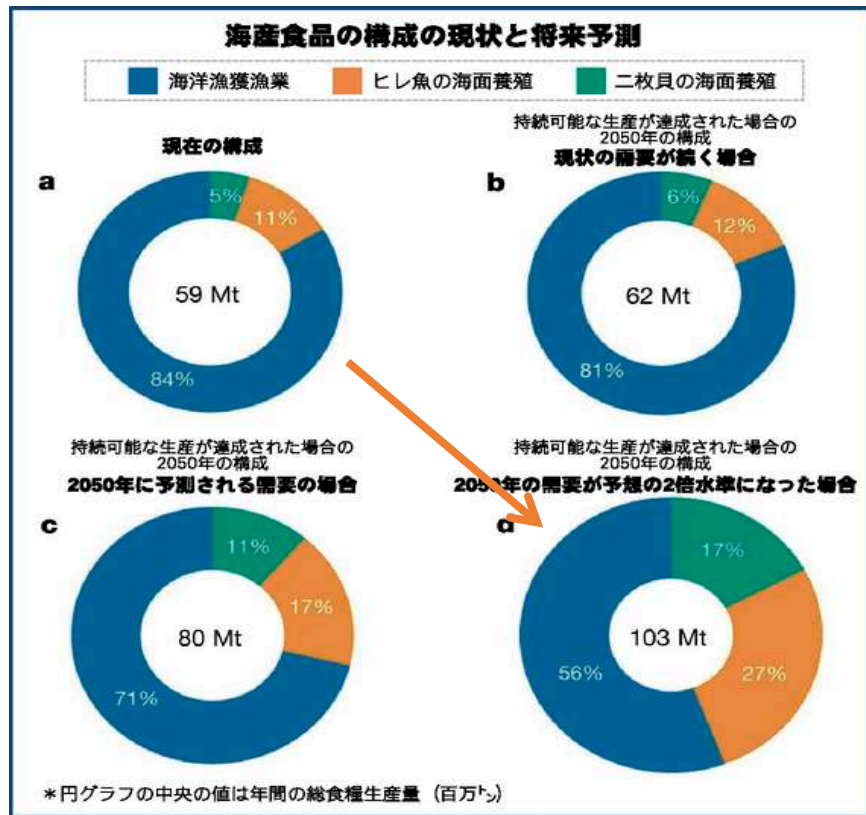 海産食品の構成の現状と将来予測
海洋漁獲漁業 ヒレ魚の海面養殖 二枚貝の海面養殖
現在の構成
a
5%
11%
59 Mt
84%
持続可能な生産が達成された場合の
2050年の構成
現状の需要が続く場合
b
6%
12%
62 Mt
81%
持続可能な生産が達成された場合の
2050年の構成
2050年に予測される需要の場合
c
11%
17%
80 Mt
71%
持続可能な生産が達成された場合の
2050年の構成
2050年の需要が予想の2倍水準になった場合
d
17%
56%
103 Mt
27%
*円グラフの中央の値は年間の総食糧生産量（百万㌧）